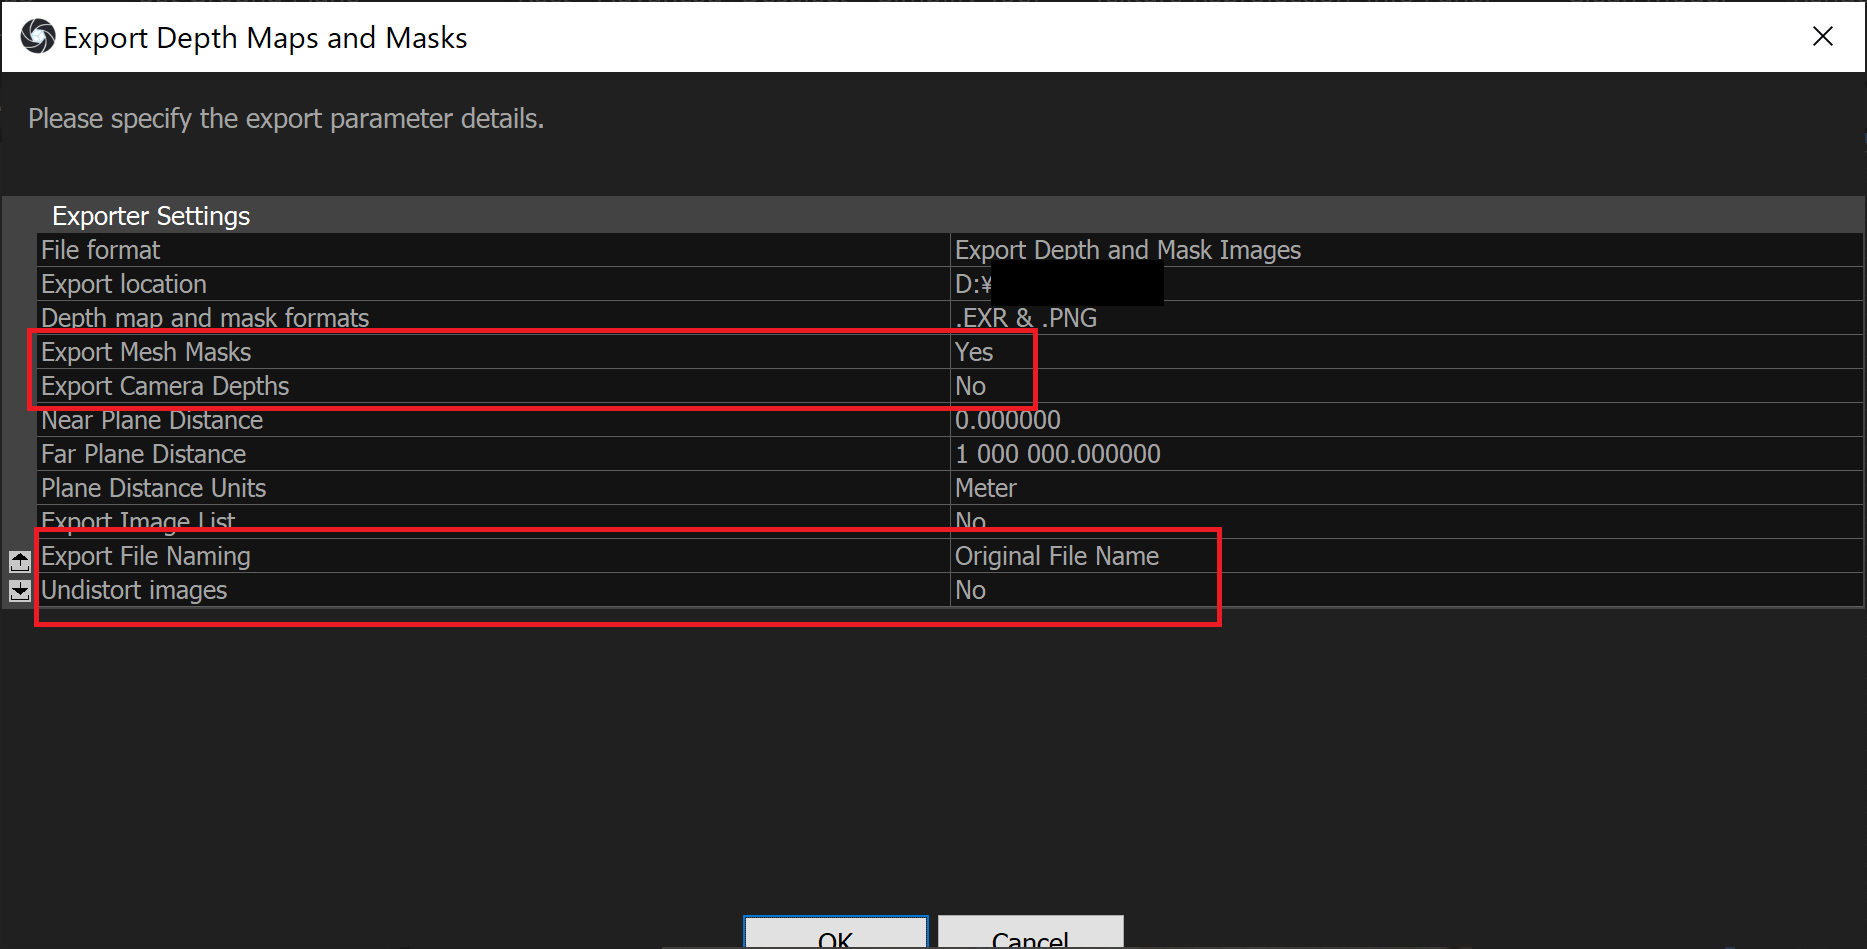 Export Depth Maps and Masks
Please specify the export parameter details.
Exporter Settings
File format Export Depth and Mask Images
Export location D:¥
Depth map and mask formats .EXR & .PNG
Export Mesh Masks Yes
Export Camera Depths No
Near Plane Distance 0.000000
Far Plane Distance 1 000 000.000000
Plane Distance Units Meter
Export Image List No
Export File Naming Original File Name
Undistort images No
OK Cancel